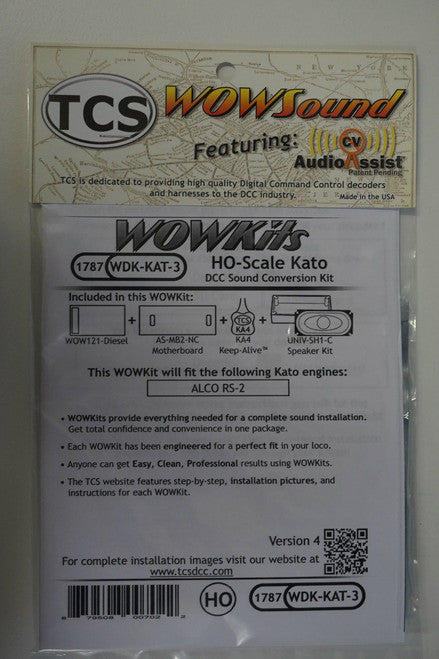 TCS
WOWSound
Featuring:
CV
AudioAssist®
Patent Pending
TCS is dedicated to providing high quality Digital Command Control decoders
and harnesses to the DCC industry.
Made in the USA
WOWKits
1787 WDK-KAT-3
HO-Scale Kato
DCC Sound Conversion Kit
Included in this WOWKit:
TCS
KA4
WOW121-Diesel + AS-MB2-NC + KA4 + UNIV-SH1-C
Motherboard Keep-Alive™ Speaker Kit
This WOWKit will fit the following Kato engines:
ALCO RS-2
• WOWKits provide everything needed for a complete sound installation.
Get total confidence and convenience in one package.
• Each WOWKit has been engineered for a perfect fit in your loco.
• Anyone can get Easy, Clean, Professional results using WOWKits.
• The TCS website features step-by-step, installation pictures, and
instructions for each WOWKit.
Version 4
For complete installation images visit our website at
www.tcsdcc.com
8 79508 00702 2
HO
1787 WDK-KAT-3